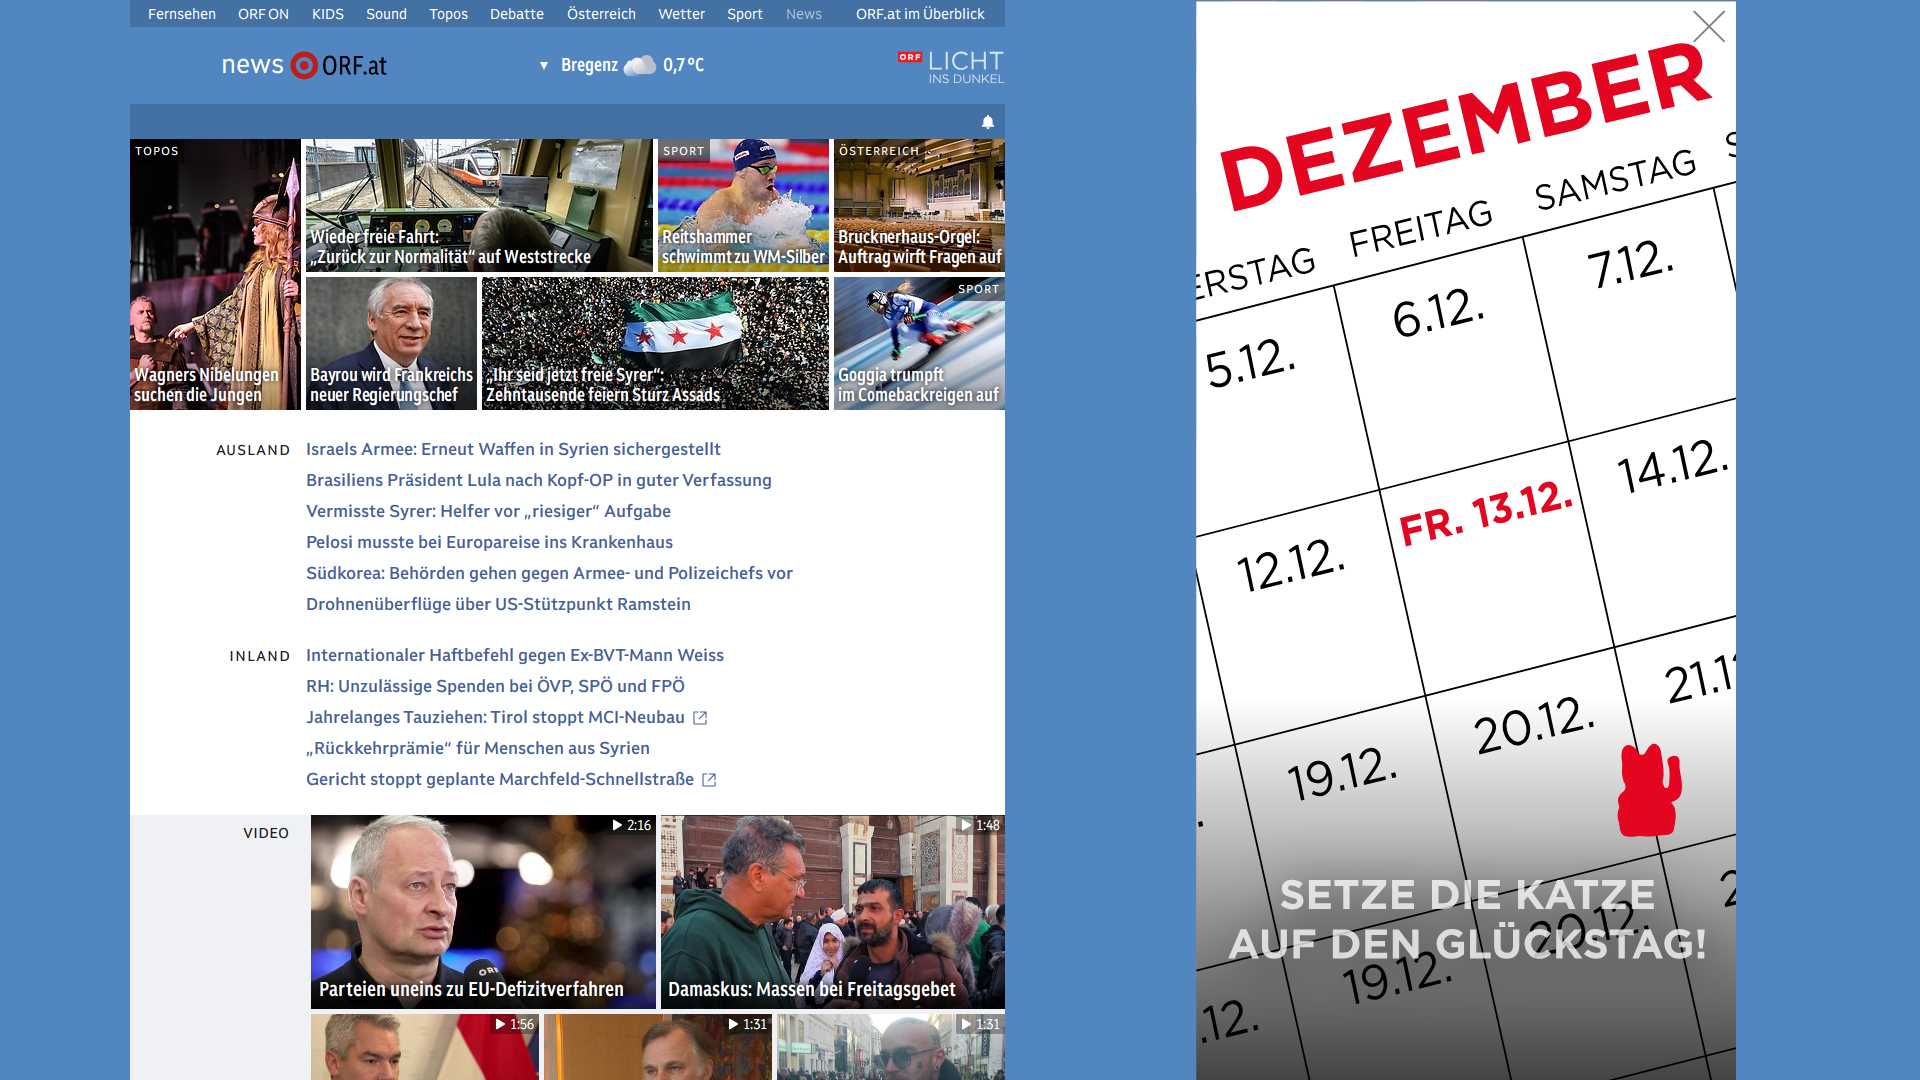 Fernsehen ORF ON KIDS Sound Topos Debatte Österreich Wetter Sport News ORF.at im Überblick
news ORF.at
Bregenz 0,7 °C
ORF LICHT
INS DUNKEL
TOPOS
Wagners Nibelungen
suchen die Jungen
Wieder freie Fahrt:
„Zurück zur Normalität“ auf Weststrecke
SPORT
Reitshammer
schwimmt zu WM-Silber
ÖSTERREICH
Brucknerhaus-Orgel:
Auftrag wirft Fragen auf
Bayrou wird Frankreichs
neuer Regierungschef
„Ihr seid jetzt freie Syrer“:
Zehntausende feiern Sturz Assads
SPORT
Goggia trumpft
im Comebackreigen auf
AUSLAND
Israels Armee: Erneut Waffen in Syrien sichergestellt
Brasiliens Präsident Lula nach Kopf-OP in guter Verfassung
Vermisste Syrer: Helfer vor „riesiger“ Aufgabe
Pelosi musste bei Europareise ins Krankenhaus
Südkorea: Behörden gehen gegen Armee- und Polizeichefs vor
Drohnenüberflüge über US-Stützpunkt Ramstein
INLAND
Internationaler Haftbefehl gegen Ex-BVT-Mann Weiss
RH: Unzulässige Spenden bei ÖVP, SPÖ und FPÖ
Jahrelanges Tauziehen: Tirol stoppt MCI-Neubau
„Rückkehrprämie“ für Menschen aus Syrien
Gericht stoppt geplante Marchfeld-Schnellstraße
VIDEO
2:16
ORF
Parteien uneins zu EU-Defizitverfahren
1:48
Damaskus: Massen bei Freitagsgebet
1:56
1:31
1:31
DEZEMBER
ERSTAG FREITAG SAMSTAG S
5.12. 6.12. 7.12.
12.12. FR. 13.12. 14.12.
19.12. 20.12. 21.1
SETZE DIE KATZE
AUF DEN GLÜCKSTAG!
.12. 19.12. 20.12. 2